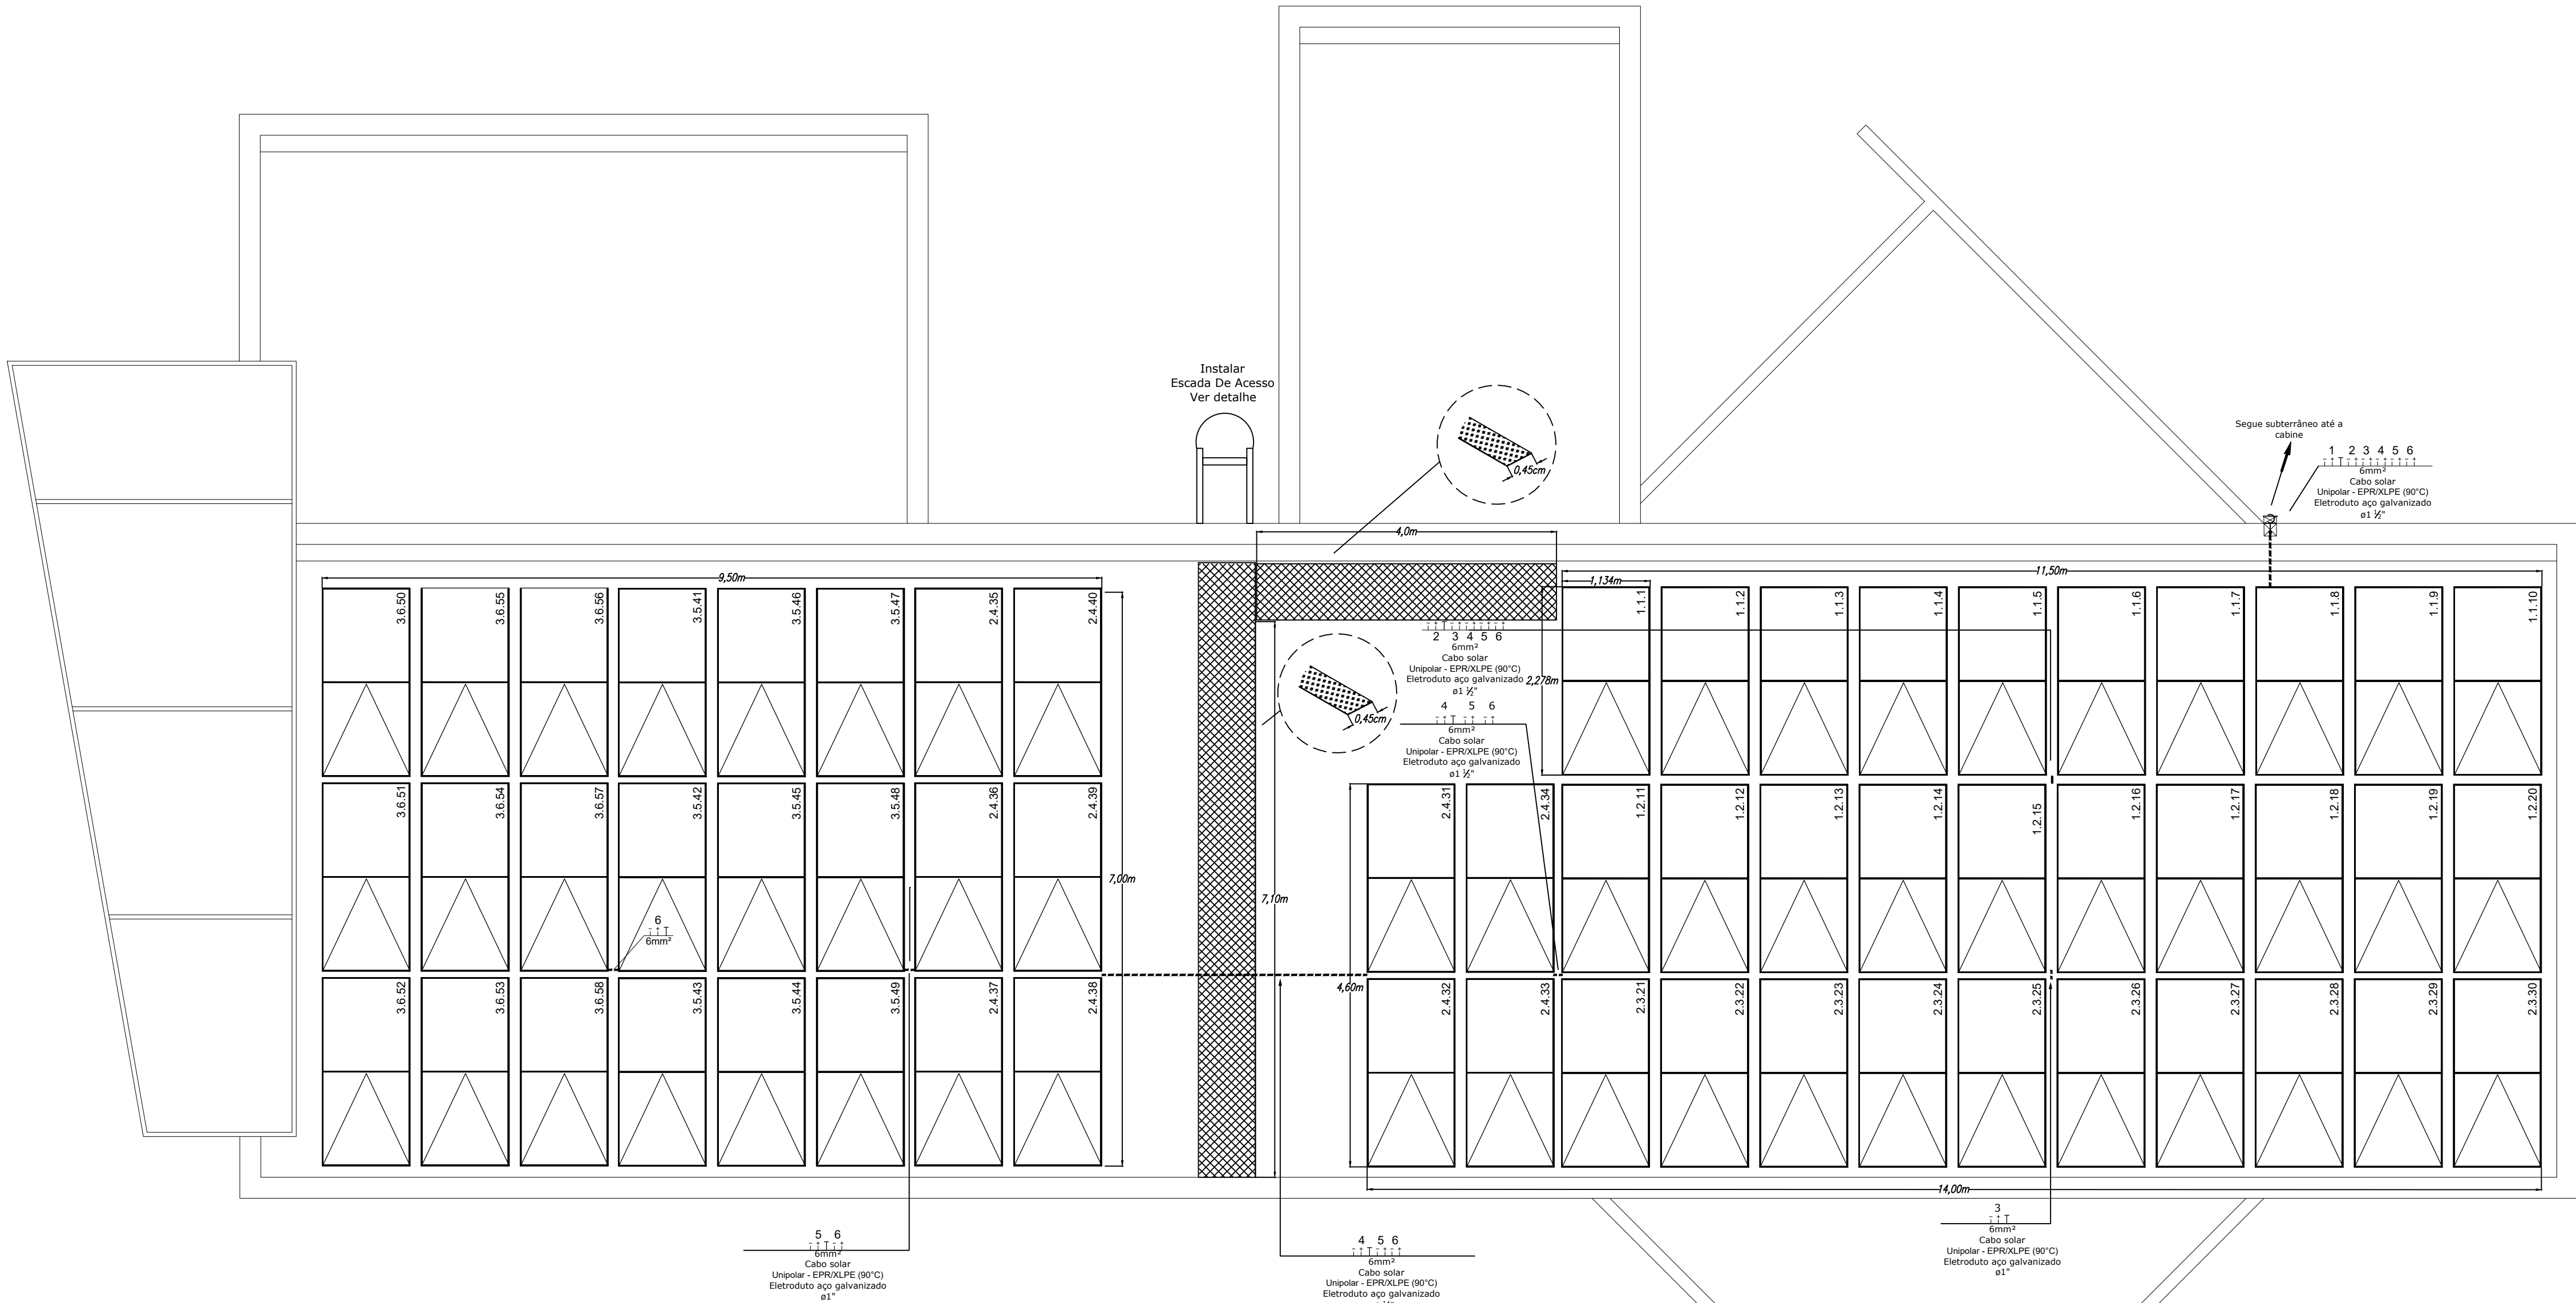 Instalar
Escada De Acesso
Ver detalhe
0,45cm
Segue subterrâneo até a
cabine
1 2 3 4 5 6
- + T - + - + - + - + - +
6mm²
Cabo solar
Unipolar - EPR/XLPE (90°C)
Eletroduto aço galvanizado
ø1 ½"
4,0m
9,50m
11,50m
1,134m
3.6.50
3.6.55
3.6.56
3.5.41
3.5.46
3.5.47
2.4.35
2.4.40
1.1.1
1.1.2
1.1.3
1.1.4
1.1.5
1.1.6
1.1.7
1.1.8
1.1.9
1.1.10
- + T - + - + - + - +
2 3 4 5 6
6mm²
Cabo solar
Unipolar - EPR/XLPE (90°C)
Eletroduto aço galvanizado
ø1 ½"
2,278m
0,45cm
4 5 6
- + T - + - +
6mm²
Cabo solar
Unipolar - EPR/XLPE (90°C)
Eletroduto aço galvanizado
ø1 ½"
3.6.51
3.6.54
3.6.57
3.5.42
3.5.45
3.5.48
2.4.36
2.4.39
2.4.31
2.4.34
1.2.11
1.2.12
1.2.13
1.2.14
1.2.15
1.2.16
1.2.17
1.2.18
1.2.19
1.2.20
7,00m
7,10m
6
- + T
6mm²
4,60m
3.6.52
3.6.53
3.6.58
3.5.43
3.5.44
3.5.49
2.4.37
2.4.38
2.4.32
2.4.33
2.3.21
2.3.22
2.3.23
2.3.24
2.3.25
2.3.26
2.3.27
2.3.28
2.3.29
2.3.30
14,00m
5 6
- + T - +
6mm²
Cabo solar
Unipolar - EPR/XLPE (90°C)
Eletroduto aço galvanizado
ø1"
4 5 6
- + T - + - +
6mm²
Cabo solar
Unipolar - EPR/XLPE (90°C)
Eletroduto aço galvanizado
3
- + T
6mm²
Cabo solar
Unipolar - EPR/XLPE (90°C)
Eletroduto aço galvanizado
ø1"